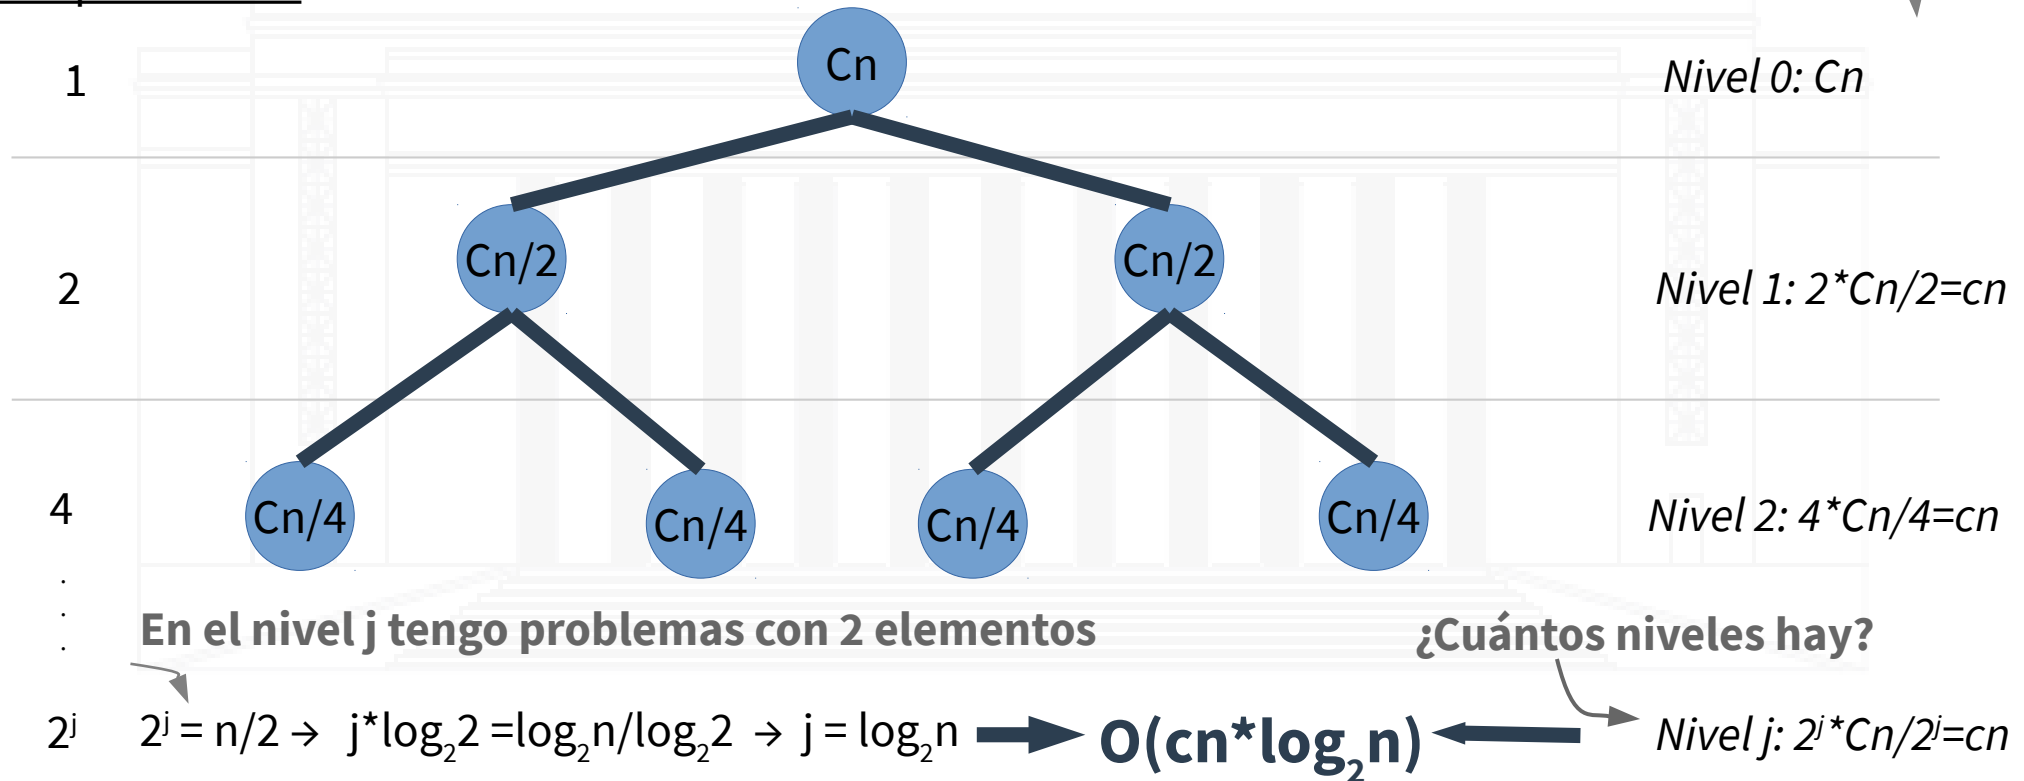 1 Cn Nivel 0: Cn
2 Cn/2 Cn/2 Nivel 1: 2*Cn/2=cn
4 Cn/4 Cn/4 Cn/4 Cn/4 Nivel 2: 4*Cn/4=cn
.
.
.
En el nivel j tengo problemas con 2 elementos ¿Cuántos niveles hay?
2ʲ 2ʲ = n/2 → j*log₂2 =log₂n/log₂2 → j = log₂n O(cn*log₂n) Nivel j: 2ʲ*Cn/2ʲ=cn